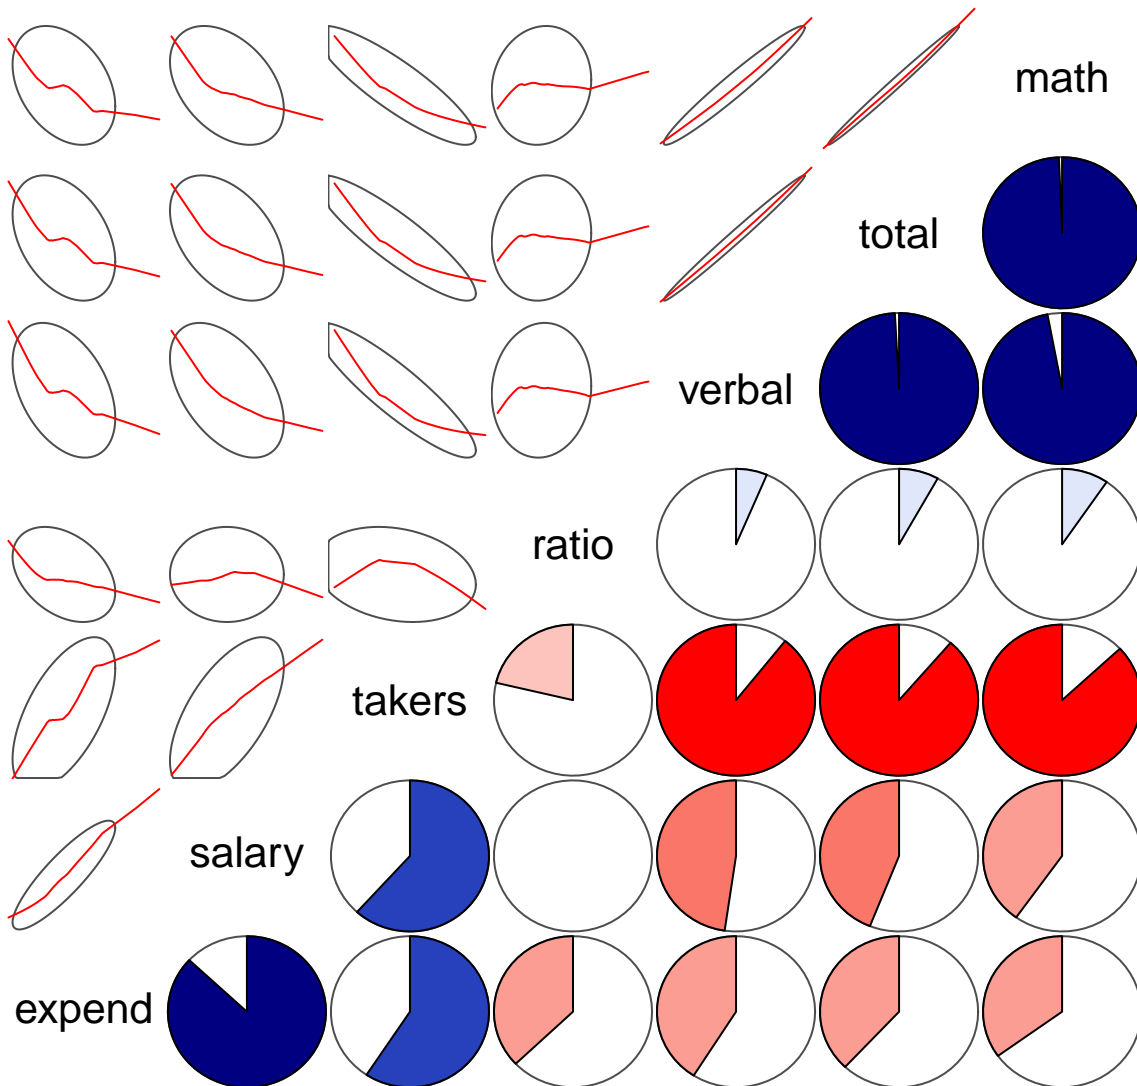 math
total
verbal
ratio
takers
salary
expend